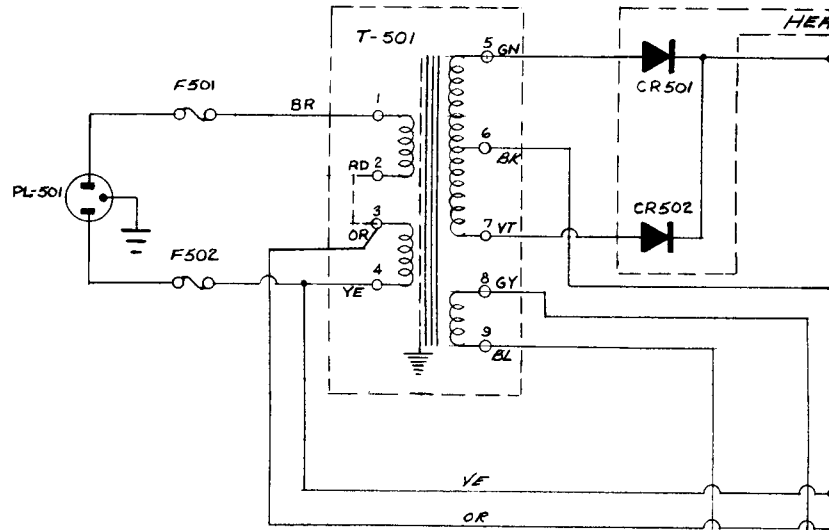 HEA
T-501
5 GN
F501
CR501
BR
1
6
BK
RD 2
PL-501
3
OR
CR502
7 VT
F502
4
YE
8 GY
9
BL
YE
OR